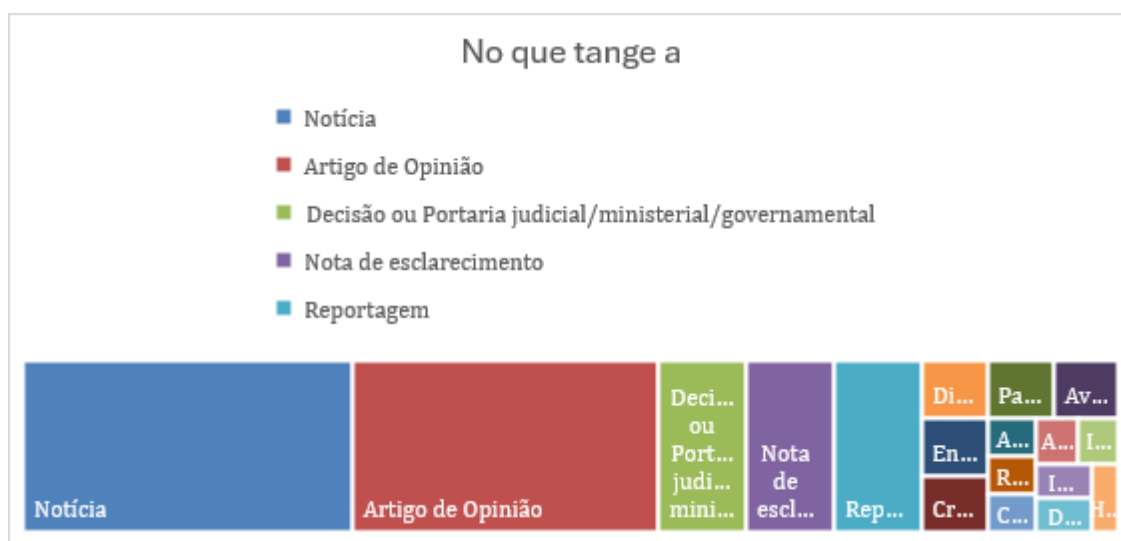 No que tange a
Notícia
Artigo de Opinião
Decisão ou Portaria judicial/ministerial/governamental
Nota de esclarecimento
Reportagem
Notícia
Artigo de Opinião
Deci...
ou
Port...
judi...
mini...
Nota
de
escl...
Rep...
Di...
En...
Cr...
Pa...
Av...
A...
A...
I...
R...
I...
C...
D...
H...